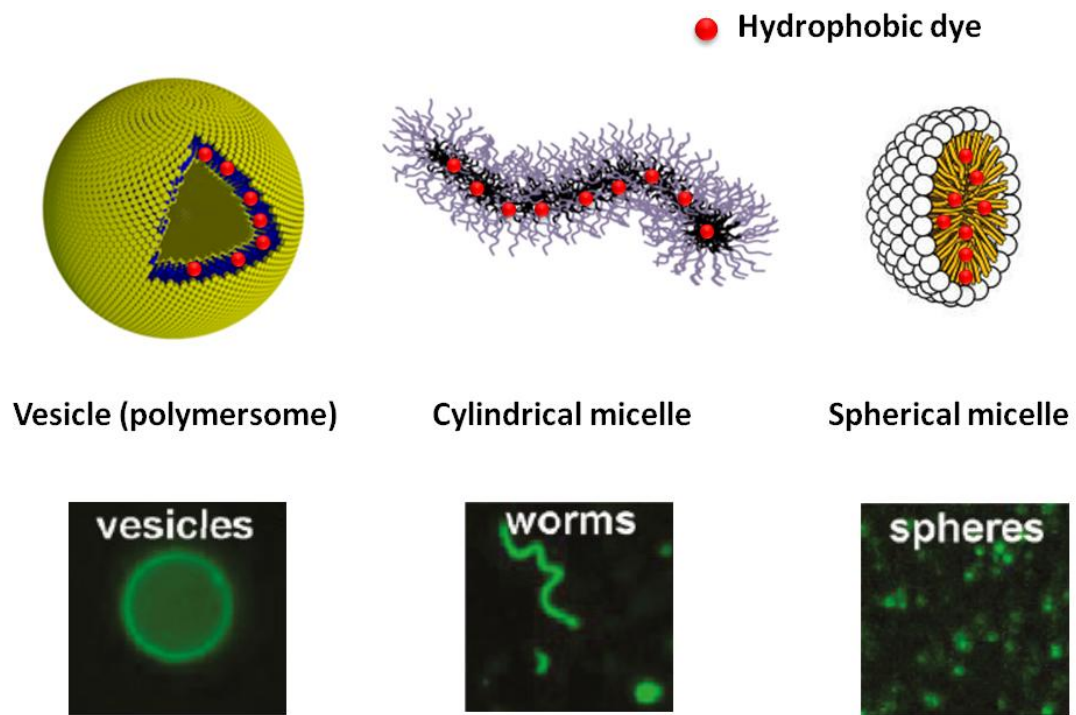 Hydrophobic dye
Vesicle (polymersome)
Cylindrical micelle
Spherical micelle
vesicles
worms
spheres